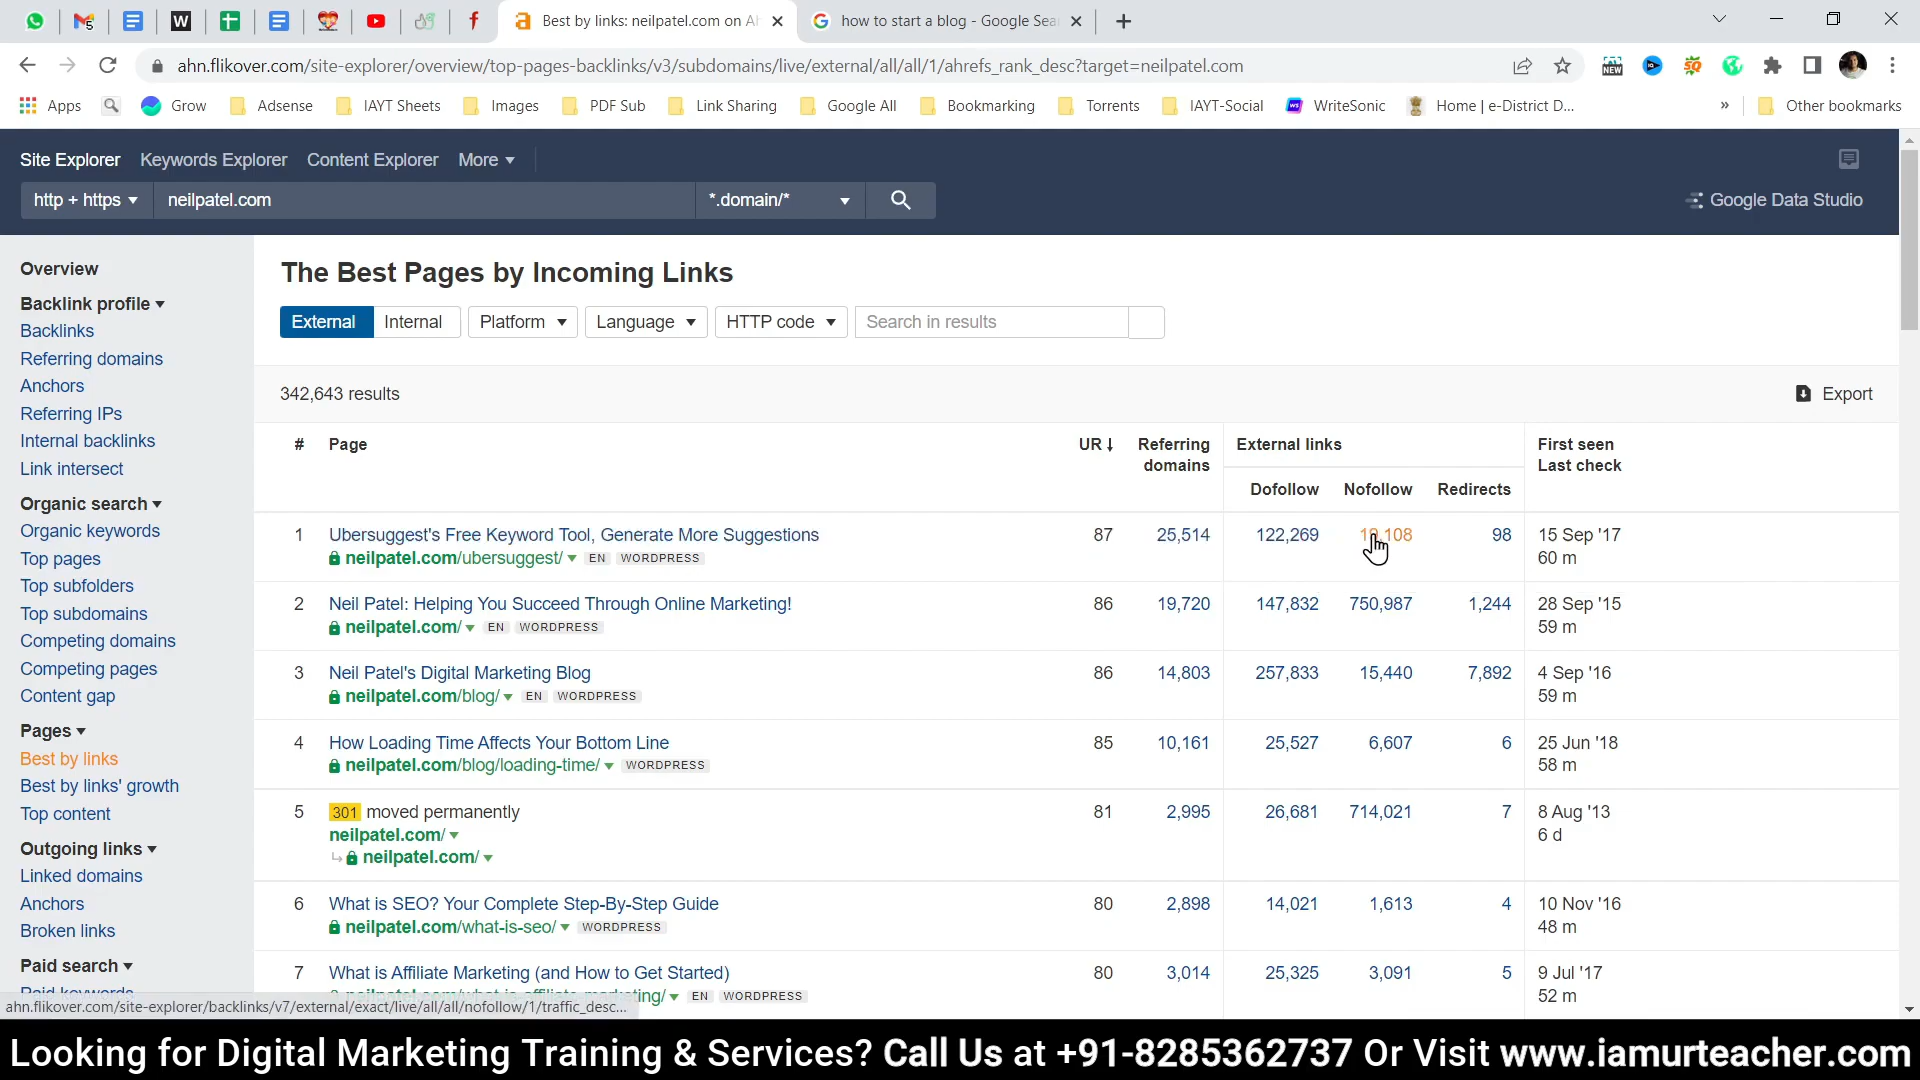 Best by links: neilpatel.com on A
how to start a blog - Google Sea
ahn.flikover.com/site-explorer/overview/top-pages-backlinks/v3/subdomains/live/external/all/all/1/ahrefs_rank_desc?target=neilpatel.com
Apps
Grow
Adsense
IAYT Sheets
Images
PDF Sub
Link Sharing
Google All
Bookmarking
Torrents
IAYT-Social
WriteSonic
Home | e-District D...
»
Other bookmarks
Site Explorer Keywords Explorer Content Explorer More
http + https neilpatel.com *.domain/*
Google Data Studio
Overview
Backlink profile
Backlinks
Referring domains
Anchors
Referring IPs
Internal backlinks
Link intersect
Organic search
Organic keywords
Top pages
Top subfolders
Top subdomains
Competing domains
Competing pages
Content gap
Pages
Best by links
Best by links' growth
Top content
Outgoing links
Linked domains
Anchors
Broken links
Paid search
Paid keywords
The Best Pages by Incoming Links
External Internal Platform Language HTTP code Search in results
342,643 results
Export
# Page UR Referring domains External links First seen Last check
Dofollow Nofollow Redirects
1 Ubersuggest's Free Keyword Tool, Generate More Suggestions 87 25,514 122,269 98 15 Sep '17
neilpatel.com/ubersuggest/ EN WORDPRESS 60 m
2 Neil Patel: Helping You Succeed Through Online Marketing! 86 19,720 147,832 750,987 1,244 28 Sep '15
neilpatel.com/ EN WORDPRESS 59 m
3 Neil Patel's Digital Marketing Blog 86 14,803 257,833 15,440 7,892 4 Sep '16
neilpatel.com/blog/ EN WORDPRESS 59 m
4 How Loading Time Affects Your Bottom Line 85 10,161 25,527 6,607 6 25 Jun '18
neilpatel.com/blog/loading-time/ WORDPRESS 58 m
5 301 moved permanently 81 2,995 26,681 714,021 7 8 Aug '13
neilpatel.com/ 6 d
neilpatel.com/
6 What is SEO? Your Complete Step-By-Step Guide 80 2,898 14,021 1,613 4 10 Nov '16
neilpatel.com/what-is-seo/ WORDPRESS 48 m
7 What is Affiliate Marketing (and How to Get Started) 80 3,014 25,325 3,091 5 9 Jul '17
neilpatel.com/what-is-affiliate-marketing/ EN WORDPRESS 52 m
ahn.flikover.com/site-explorer/backlinks/v7/external/exact/live/all/all/nofollow/1/traffic_desc...
Looking for Digital Marketing Training & Services? Call Us at +91-8285362737 Or Visit www.iamurteacher.com